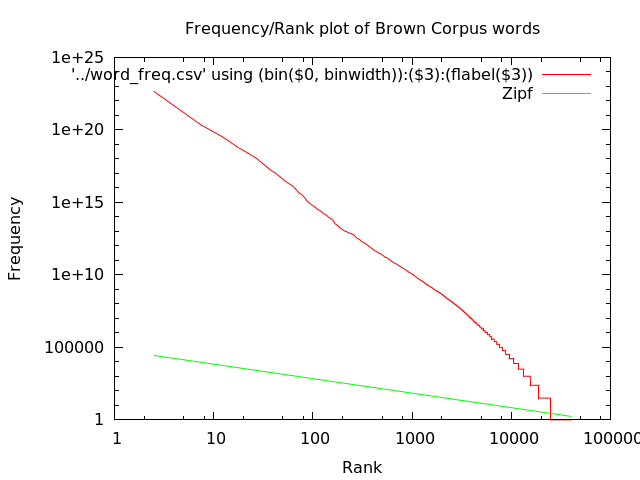 Frequency/Rank plot of Brown Corpus words
1e+25
'../word_freq.csv' using (bin($0, binwidth)):($3):(flabel($3))
Zipf
1e+20
1e+15
Frequency
1e+10
100000
1
1 10 100 1000 10000 100000
Rank